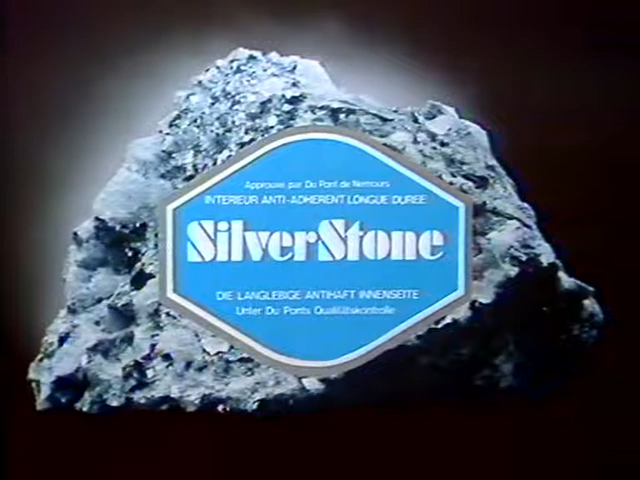 Approuvé par Du Pont de Nemours
INTERIEUR ANTI-ADHERENT LONGUE DUREE
SilverStone
DIE LANGLEBIGE ANTIHAFT INNENSEITE
Unter Du Ponts Qualitätskontrolle